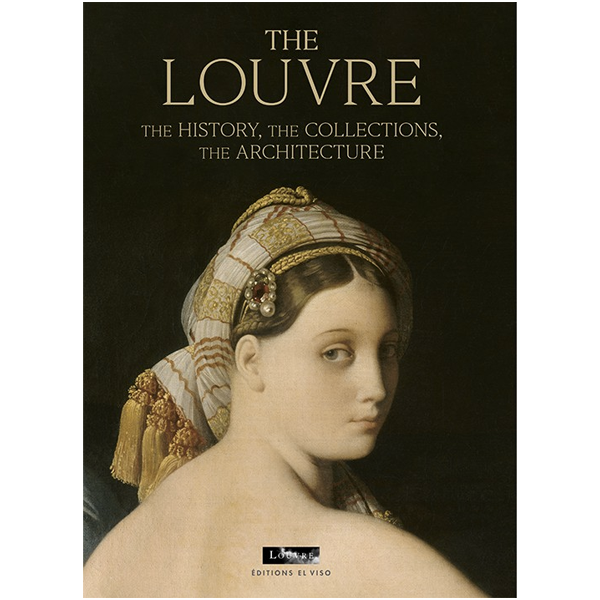 THE
LOUVRE
THE HISTORY, THE COLLECTIONS,
THE ARCHITECTURE
LOUVRE
ÉDITIONS EL VISO